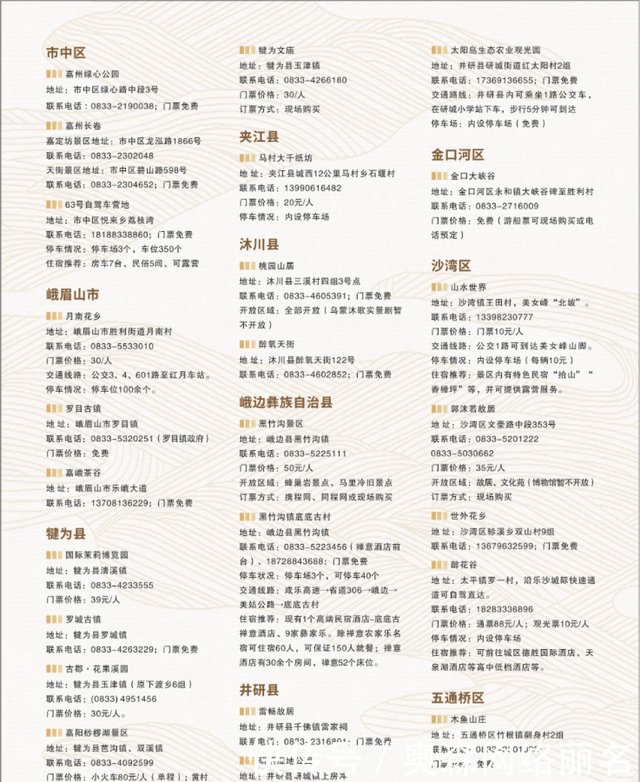 市中区
嘉州绿心公园
地址：市中区绿心路中段3号
联系电话：0833-2190038；门票免费
嘉州长卷
嘉定坊景区地址：市中区龙泓路1866号
联系电话：0833-2302048
天街景区地址：市中区碧山路598号
联系电话：0833-2304652；门票免费
63号自驾车营地
地址：市中区悦来乡荔枝湾
联系电话：18188338860；门票免费
停车情况：停车场3个，车位350个
住宿推荐：房车7台、民俗5间、可露营
峨眉山市
月南花乡
地址：峨眉山市胜利街道月南村
联系电话：0833-5533010
门票价格：30/人
交通线路：公交3、4、601路至红月车站。
停车情况：停车位100余个。
罗目古镇
地 址：峨眉山市罗目镇
联系电话：0833-5320251（罗目镇政府）
门票价格：免费
嘉峨茶谷
地 址：峨眉山市乐峨大道
联系电话：13708136229；门票免费
犍为县
国际茉莉博览园
地址：犍为县清溪镇
联系电话：0833-4233555
门票价格：39元/人
罗城古镇
地址：犍为县罗城镇
联系电话：0833-4263229；门票免费
古郡·花果溪园
地址：犍为县玉津镇（原下渡乡6组）
联系电话：(0833) 4951456
门票价格：30元/人。
嘉阳桫椤湖景区
地址：犍为县芭沟镇、双溪镇
联系电话：0833-4092599
门票价格：小火车80元/人（单程）；黄村
犍为文庙
地址：犍为县玉津镇
联系电话：0833-4266180
门票价格：30/人
订票方式：现场购买
夹江县
马村大千纸坊
地 址：夹江县城西12公里马村乡石堰村
联系电话：13990616482
门票价格：20元/人
停车情况：内设停车场
沐川县
桃园山居
地址：沐川县三溪村四组3号点
联系电话：0833-4605391；门票免费
开放区域：全部开放（乌蒙沐歌实景剧暂
不开放）
醉氧天街
地 址：沐川县醉氧天街122号
联系电话：0833-4602852；门票免费
峨边彝族自治县
黑竹沟景区
地 址：峨边县黑竹沟镇
联系电话：0833-5225111
门票价格：50元/人
开放区域：蜂巢岩景点、马里冷旧景点
订票方式：携程网、同程网或现场购买
黑竹沟镇底底古村
地 址：峨边县黑竹沟镇
联系电话：0833-5223456（禅意酒店前
台）、18728843688；门票免费
停车状况：停车场3个，可停车40个
交通线路：成乐高速→省道306→峨边→
美姑公路→底底古村
住宿推荐：现有1个高端民宿酒店-底底古
禅意酒店、9家彝家乐。除禅意农家乐名
宿可住宿60人，可保证150人就餐；禅意
酒店有30余个房间，禅意52个床位。
井研县
雷畅故居
地址：井研县千佛镇雷家祠
联系电话：0833-2316801；门票免费
太阳鸟生态农业观光园
地址：井研县研城街道红太阳村2组
联系电话：17369136655；门票免费
交通路线：井研县内可乘坐1路公交车，
在研城小学站下车，步行5分钟可到达
停车场：内设停车场（免费）
金口河区
金口大峡谷
地址：金口河区永和镇大峡谷碑至胜利村
联系电话：0833-2716009
门票价格：免费（游船票可现场购买或电
话预定）
沙湾区
山水世界
地址：沙湾镇王田村，美女峰“北坡”。
联系电话：13398230777
门票价格：门票10元/人
交通线路：公交1路可到达美女峰山脚。
停车情况：内设停车场（每辆10元）
住宿推荐：景区内有特色民宿“拾山”“
香樟坪”等，并可提供露营服务。
郭沫若故居
地 址：沙湾区文豪路中段353号
联系电话：0833-5201222
0833-5030662
门票价格：35元/人
开放区域：故居、文化苑（博物馆暂不开放）
订票方式：现场购买
世外花乡
地址：沙湾区轸溪乡双山村9组
联系电话：13679632599；门票免费
醉花谷
地 址：太平镇罗一村，沿乐沙城际快速通
道可自驾直达。
联系电话：18283336896
门票价格：通票88元/人；观光票10元/人
停车情况：内设停车场
住宿推荐：可前往城区德胜国际酒店、天
泉湖酒店等高中低档酒店等。
五通桥区
木鱼山庄
地址：五通桥区竹根镇翻身村2组